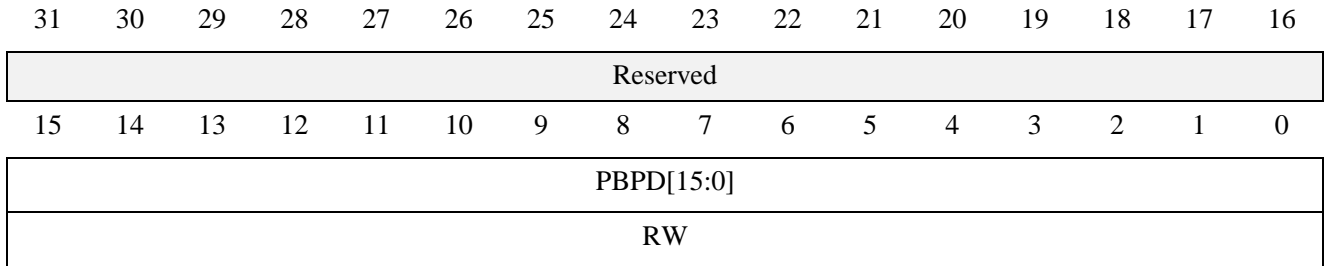 31 30 29 28 27 26 25 24 23 22 21 20 19 18 17 16
Reserved
15 14 13 12 11 10 9 8 7 6 5 4 3 2 1 0
PBPD[15:0]
RW